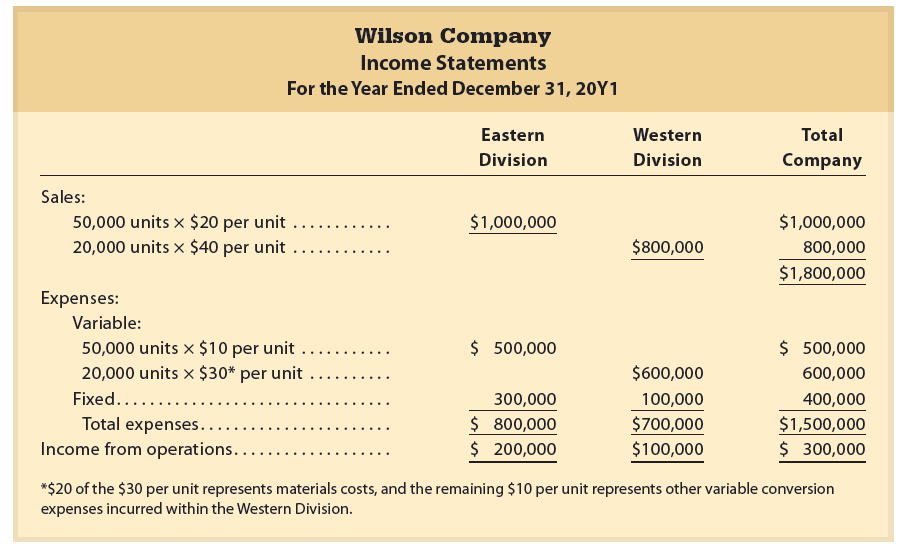 Wilson Company
Income Statements
For the Year Ended December 31, 20Y1
Eastern Division Western Division Total Company
Sales:
50,000 units × $20 per unit ............ $1,000,000 $1,000,000
20,000 units × $40 per unit ............ $800,000 800,000
$1,800,000
Expenses:
Variable:
50,000 units × $10 per unit ........... $ 500,000 $ 500,000
20,000 units × $30* per unit .......... $600,000 600,000
Fixed................................. 300,000 100,000 400,000
Total expenses....................... $ 800,000 $700,000 $1,500,000
Income from operations................... $ 200,000 $100,000 $ 300,000
*$20 of the $30 per unit represents materials costs, and the remaining $10 per unit represents other variable conversion
expenses incurred within the Western Division.